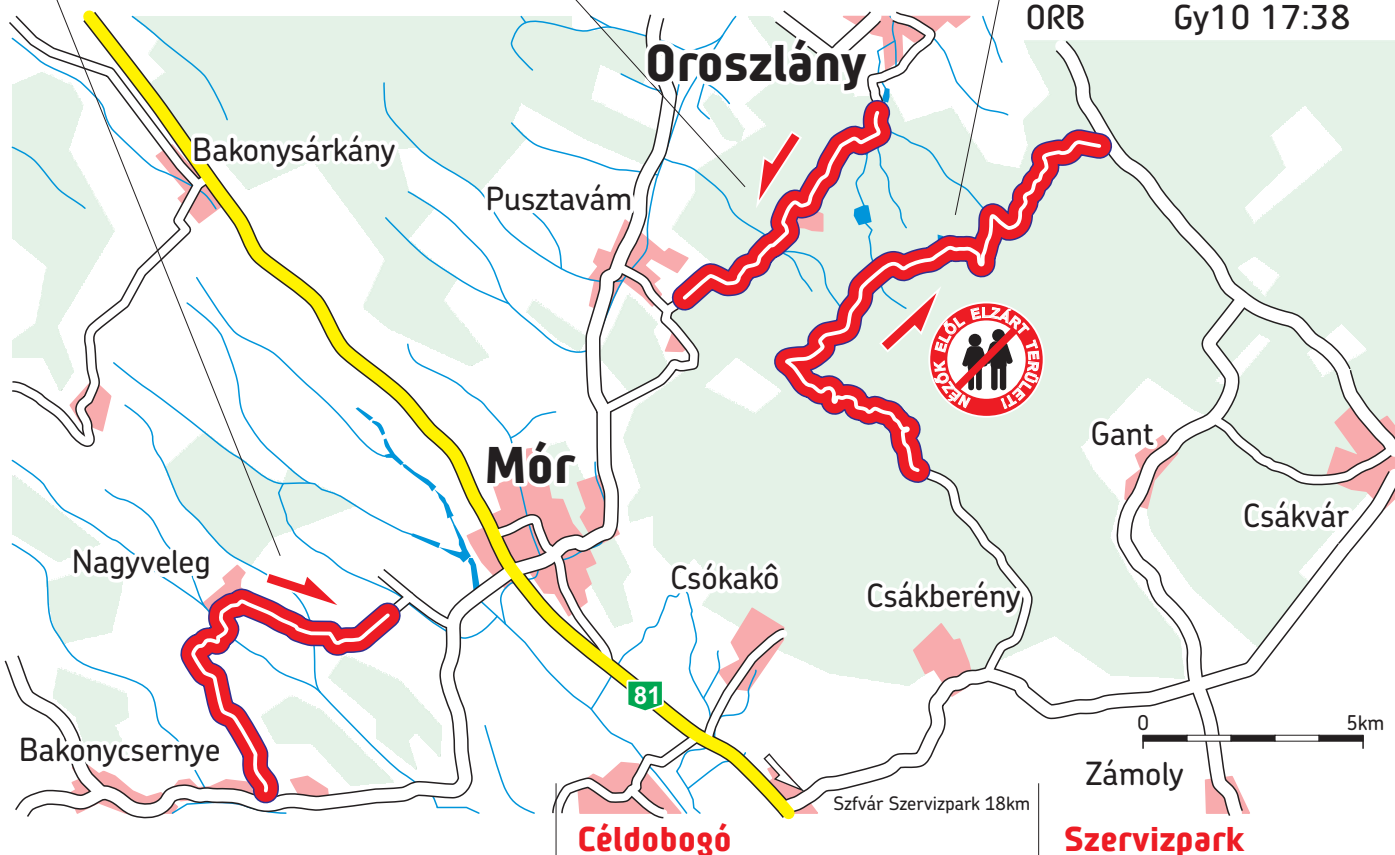 ORB Gy10 17:38
Oroszlány
Bakonysárkány
Pusztavám
NÉZŐK ELŐL ELZÁRT TERÜLET!
Gant
Mór
Csákvár
Nagyveleg
Csókakô
Csákberény
81
0 5km
Bakonycsernye
Zámoly
Szfvár Szervizpark 18km
Céldobogó
Szervizpark